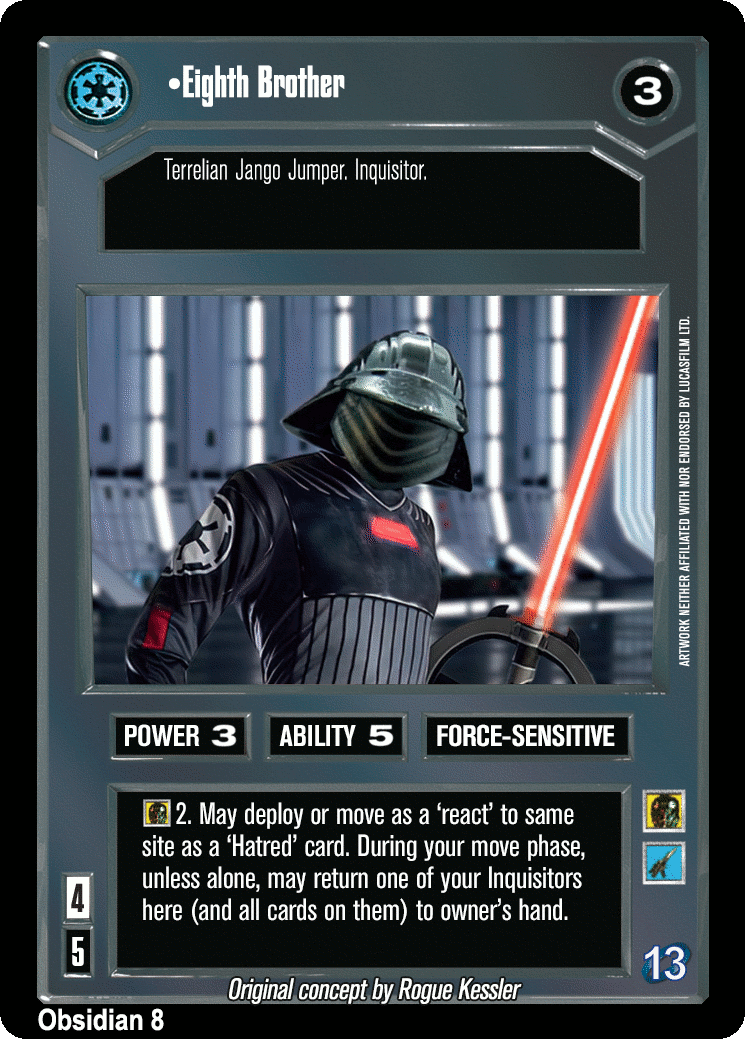 •Eighth Brother
3
Terrelian Jango Jumper. Inquisitor.
ARTWORK NEITHER AFFILIATED WITH NOR ENDORSED BY LUCASFILM LTD.
POWER 3
ABILITY 5
FORCE-SENSITIVE
2. May deploy or move as a ‘react’ to same
site as a ‘Hatred’ card. During your move phase,
unless alone, may return one of your Inquisitors
here (and all cards on them) to owner’s hand.
4
5
13
Original concept by Rogue Kessler
Obsidian 8